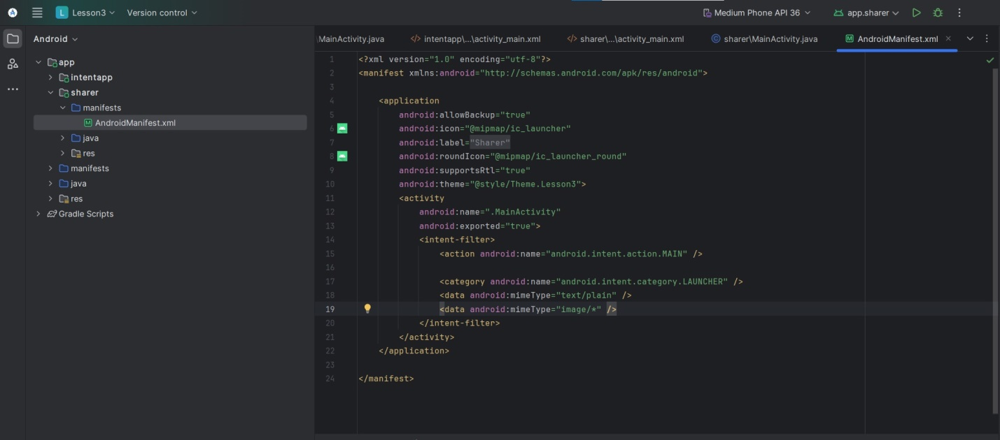 L Lesson3 Version control Medium Phone API 36 app.sharer
Android
app
intentapp
sharer
manifests
AndroidManifest.xml
java
res
manifests
java
res
Gradle Scripts
\MainActivity.java </> intentapp\...\activity_main.xml </> sharer\...\activity_main.xml © sharer\MainActivity.java M AndroidManifest.xml
1 <?xml version="1.0" encoding="utf-8"?>
2 <manifest xmlns:android="http://schemas.android.com/apk/res/android">
3
4 <application
5 android:allowBackup="true"
6 android:icon="@mipmap/ic_launcher"
7 android:label="Sharer"
8 android:roundIcon="@mipmap/ic_launcher_round"
9 android:supportsRtl="true"
10 android:theme="@style/Theme.Lesson3">
11 <activity
12 android:name=".MainActivity"
13 android:exported="true">
14 <intent-filter>
15 <action android:name="android.intent.action.MAIN" />
16
17 <category android:name="android.intent.category.LAUNCHER" />
18 <data android:mimeType="text/plain" />
19 <data android:mimeType="image/*" />
20 </intent-filter>
21 </activity>
22 </application>
23
24 </manifest>